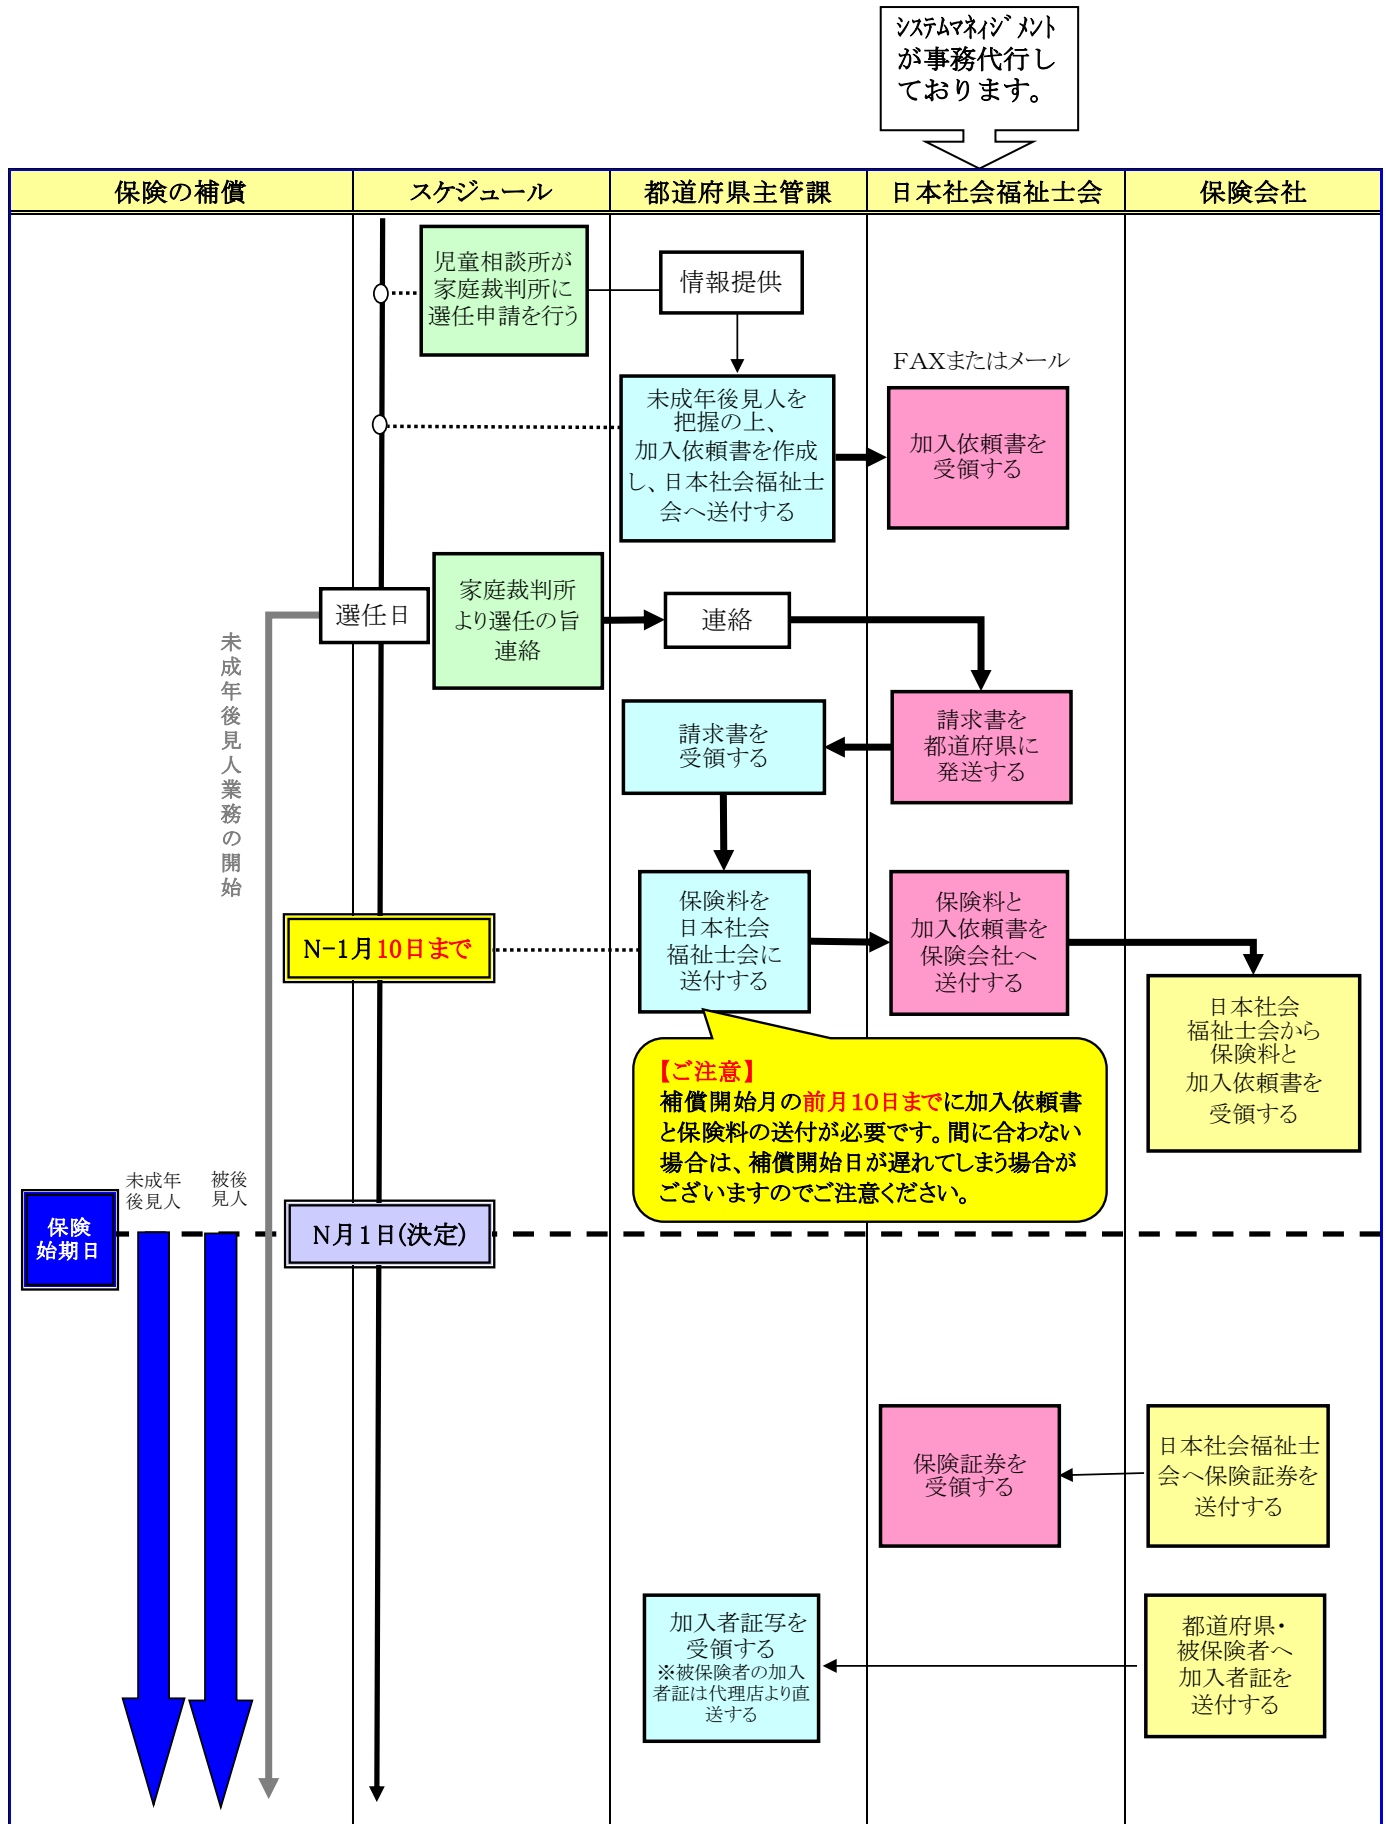 ｼｽﾃﾑﾏﾈｨｼﾞﾒﾝﾄ
が事務代行し
ております。
保険の補償
スケジュール
都道府県主管課
日本社会福祉士会
保険会社
児童相談所が
家庭裁判所に
選任申請を行う
情報提供
FAXまたはメール
未成年後見人を
把握の上、
加入依頼書を作成
し、日本社会福祉士
会へ送付する
加入依頼書を
受領する
選任日
家庭裁判所
より選任の旨
連絡
連絡
未成年後見人業務の開始
請求書を
受領する
請求書を
都道府県に
発送する
N−1月10日まで
保険料を
日本社会
福祉士会に
送付する
保険料と
加入依頼書を
保険会社へ
送付する
日本社会
福祉士会から
保険料と
加入依頼書を
受領する
【ご注意】
補償開始月の前月10日までに加入依頼書
と保険料の送付が必要です。間に合わない
場合は、補償開始日が遅れてしまう場合が
ございますのでご注意ください。
未成年
後見人
被後
見人
保険
始期日
N月1日(決定)
保険証券を
受領する
日本社会福祉士
会へ保険証券を
送付する
加入者証写を
受領する
※被保険者の加入
者証は代理店より直
送する
都道府県・
被保険者へ
加入者証を
送付する